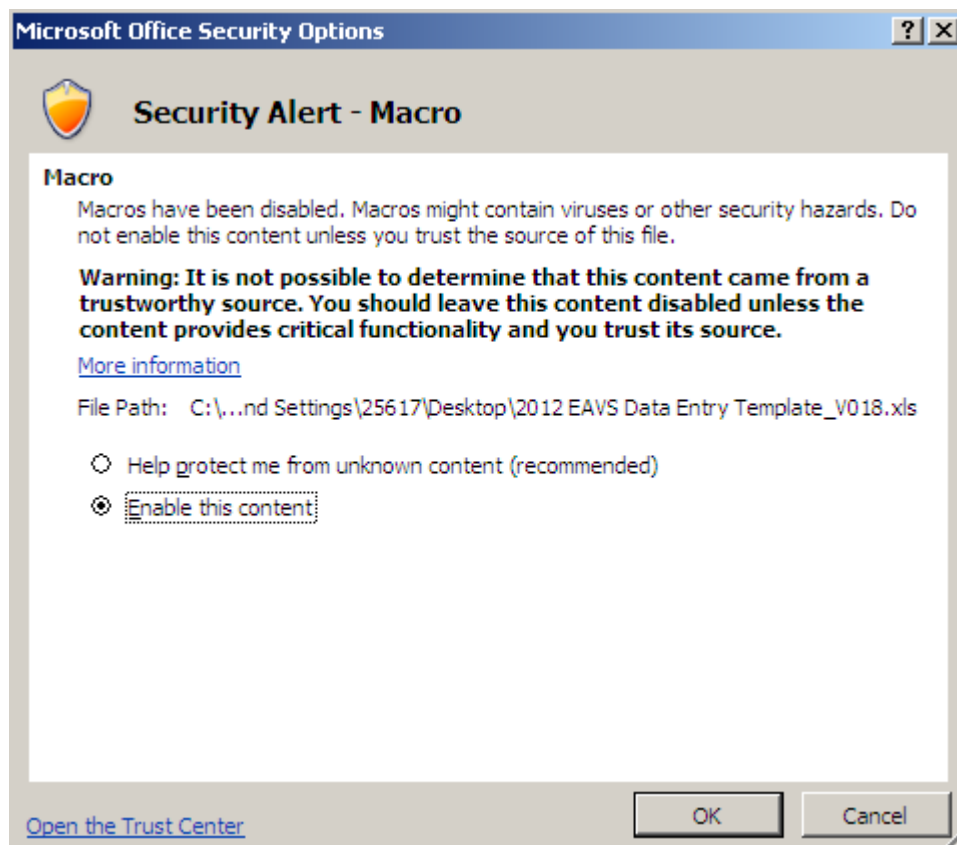 Microsoft Office Security Options
Security Alert - Macro
Macro
Macros have been disabled. Macros might contain viruses or other security hazards. Do
not enable this content unless you trust the source of this file.
Warning: It is not possible to determine that this content came from a
trustworthy source. You should leave this content disabled unless the
content provides critical functionality and you trust its source.
More information
File Path: C:\...nd Settings\25617\Desktop\2012 EAVS Data Entry Template_V018.xls
Help protect me from unknown content (recommended)
Enable this content
Open the Trust Center
OK
Cancel